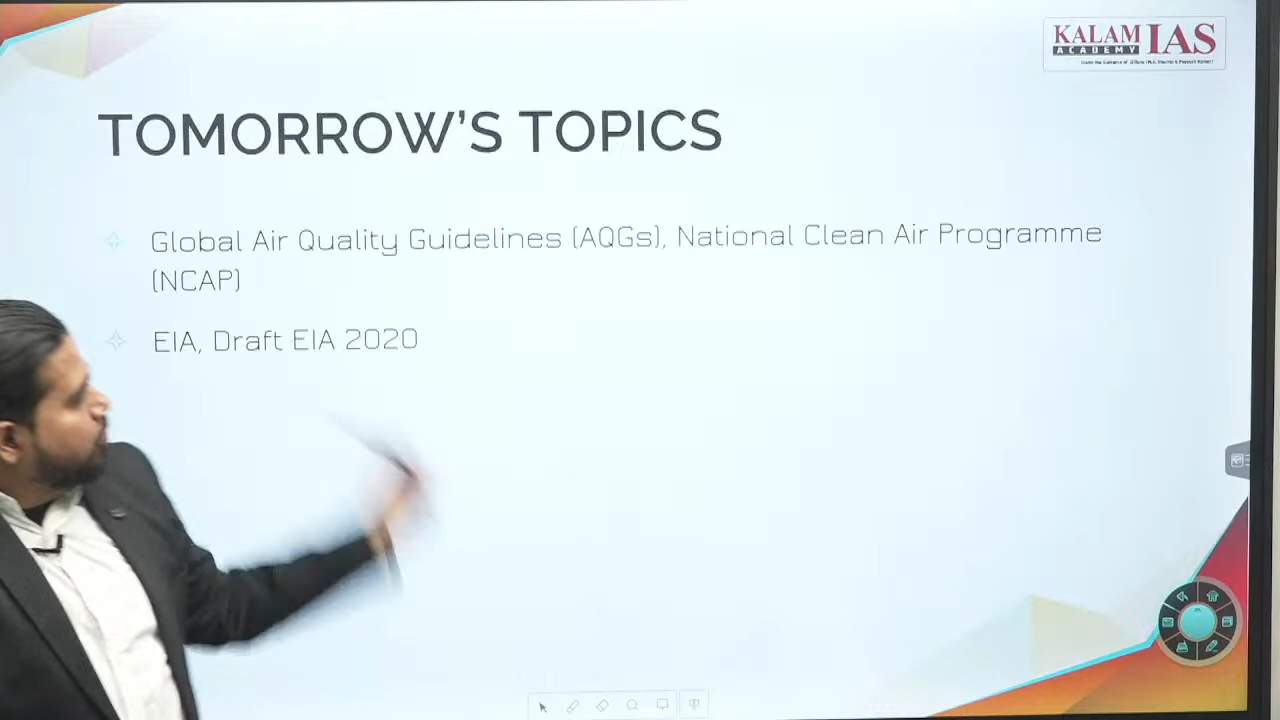 KALAM IAS
ACADEMY
TOMORROW'S TOPICS
Global Air Quality Guidelines (AQGs), National Clean Air Programme
(NCAP)
EIA, Draft EIA 2020